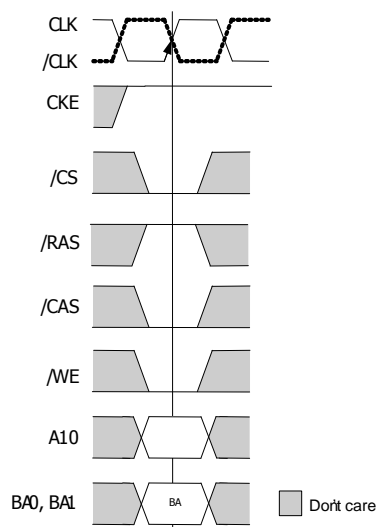 CLK
/CLK
CKE
/CS
/RAS
/CAS
/WE
A10
BA0, BA1
BA
Don't care